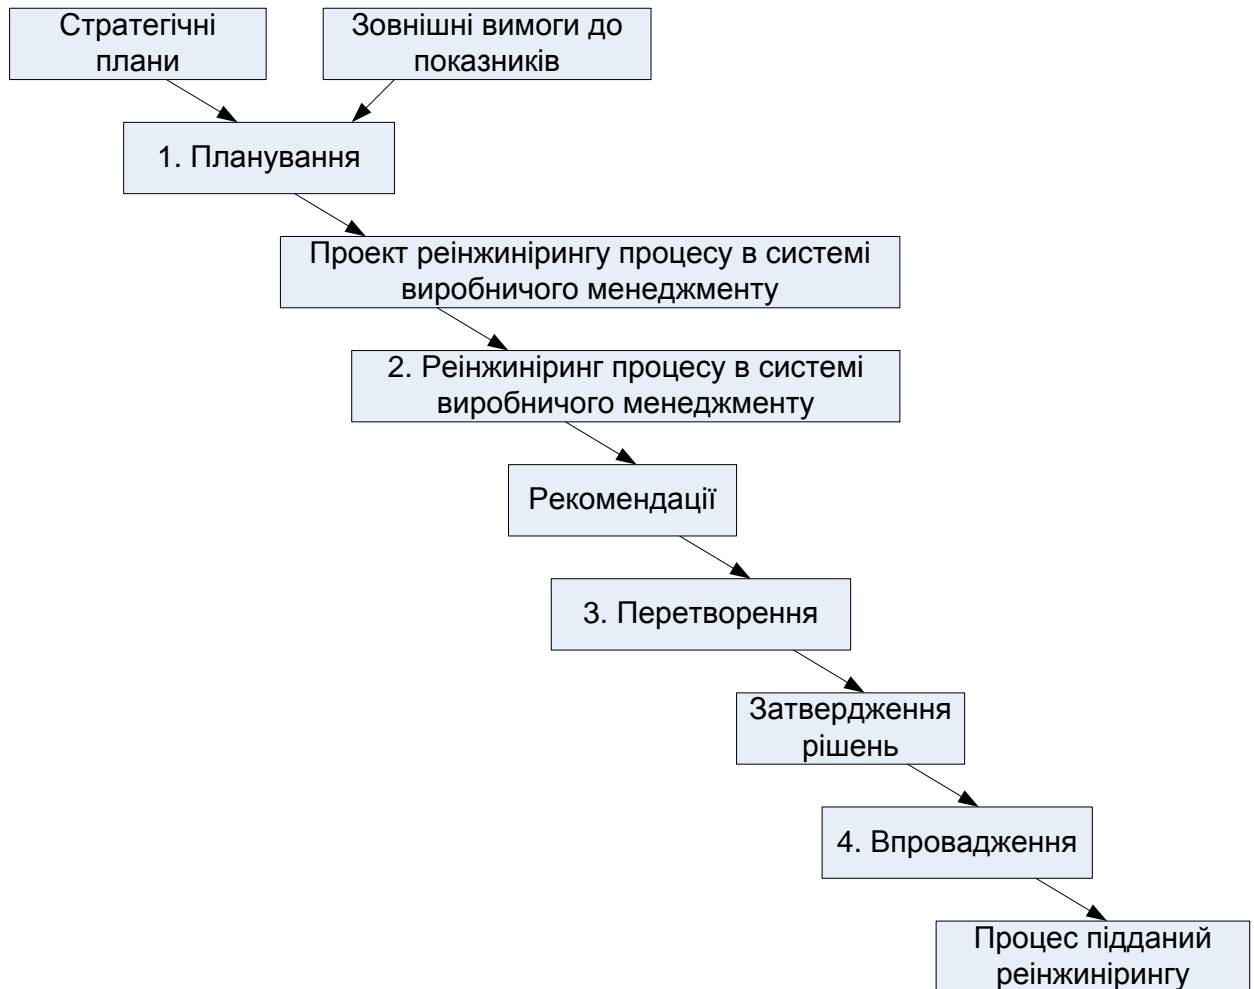 Стратегічні
плани
Зовнішні вимоги до
показників
1. Планування
Проект реінжинірингу процесу в системі
виробничого менеджменту
2. Реінжиніринг процесу в системі
виробничого менеджменту
Рекомендації
3. Перетворення
Затвердження
рішень
4. Впровадження
Процес підданий
реінжинірингу